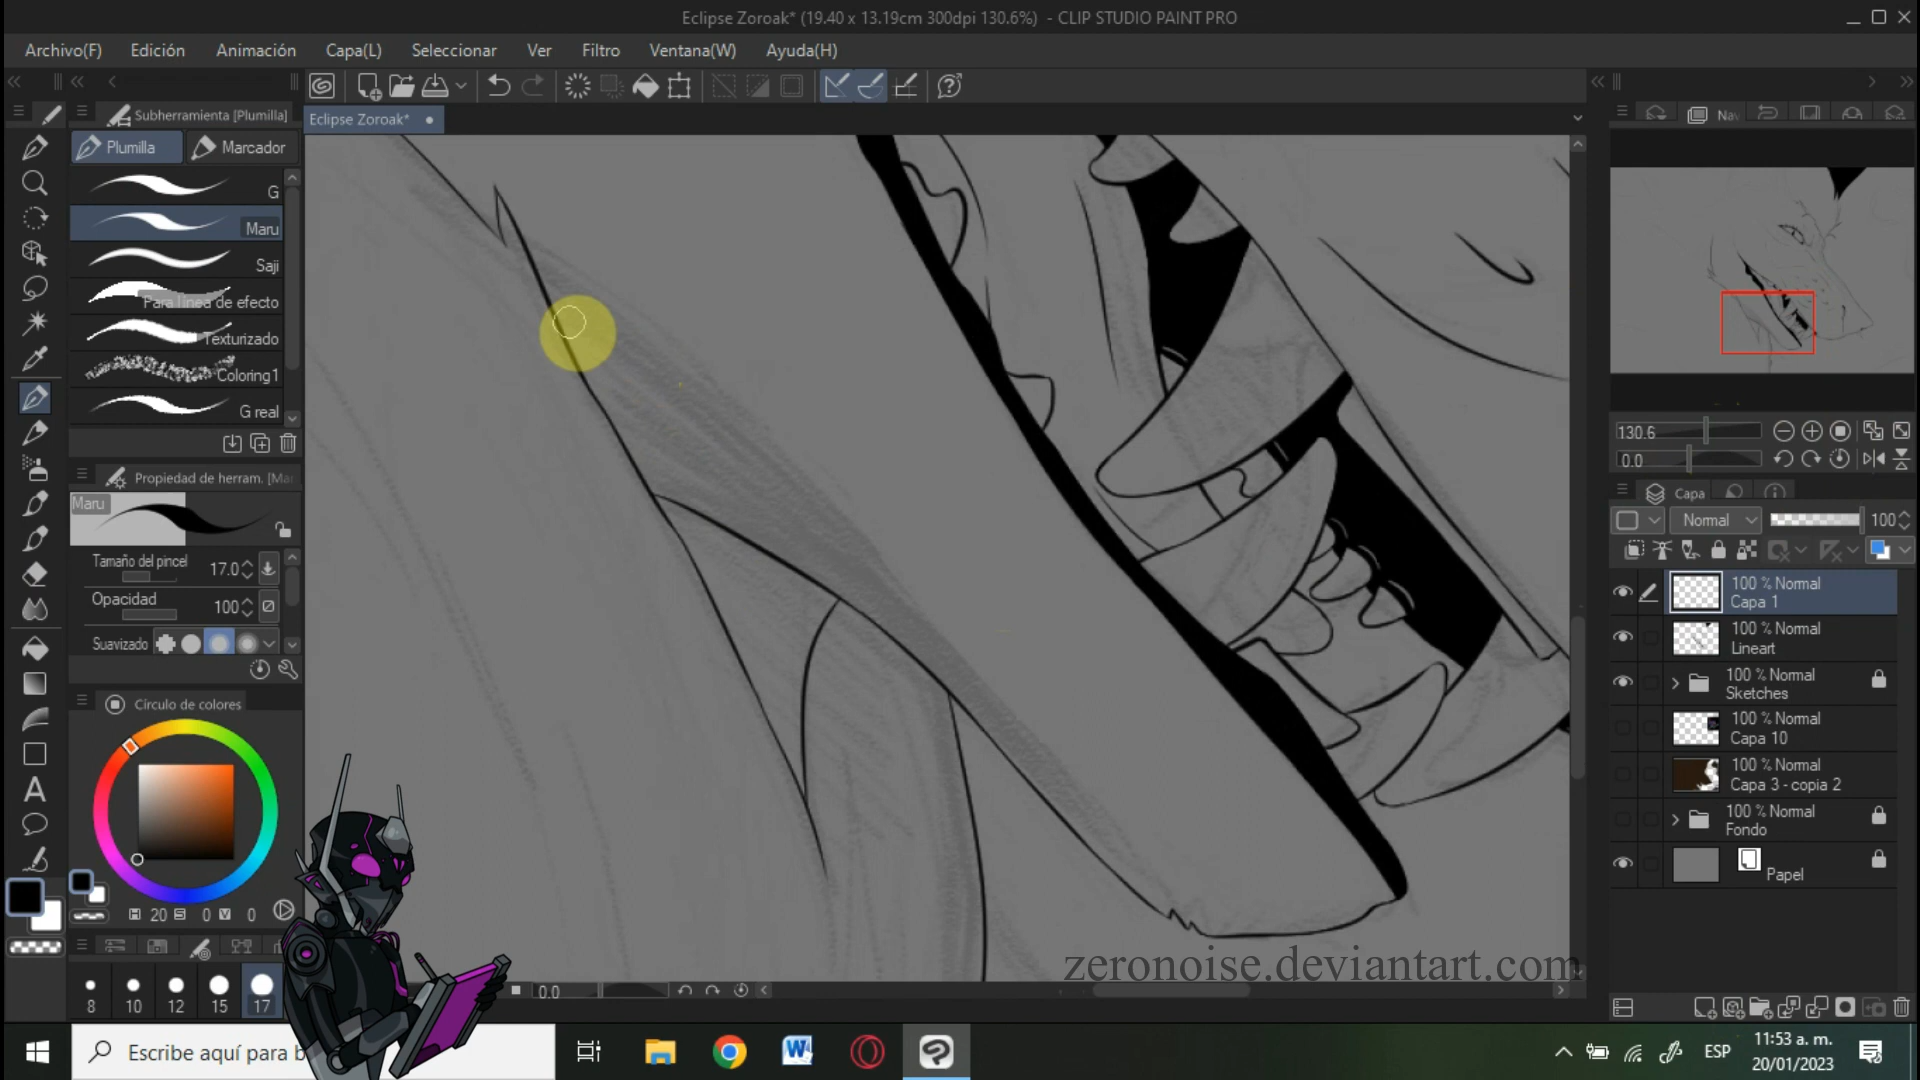 Eclipse Zoroak* (19.40 x 13.19cm 300dpi 130.6%) - CLIP STUDIO PAINT PRO
Archivo(F) Edición Animación Capa(L) Seleccionar Ver Filtro Ventana(W) Ayuda(H)
Subherramienta [Plumilla]
Eclipse Zoroak*
Plumilla Marcador
G
Maru
Saji
Para línea de efecto
Texturizado
Coloring1
G real
Propiedad de herram. [Ma
Maru
Tamaño del pincel 17.0
Opacidad 100
Suavizado
Círculo de colores
H 20 S 0 V 0
8 10 12 15 17
0.0
Nav
130.6
0.0
Capa
Normal 100
100 % Normal
Capa 1
100 % Normal
Lineart
100 % Normal
Sketches
100 % Normal
Capa 10
100 % Normal
Capa 3 - copia 2
100 % Normal
Fondo
Papel
zeronoise.deviantart.com
Escribe aquí para b
ESP
11:53 a. m.
20/01/2023